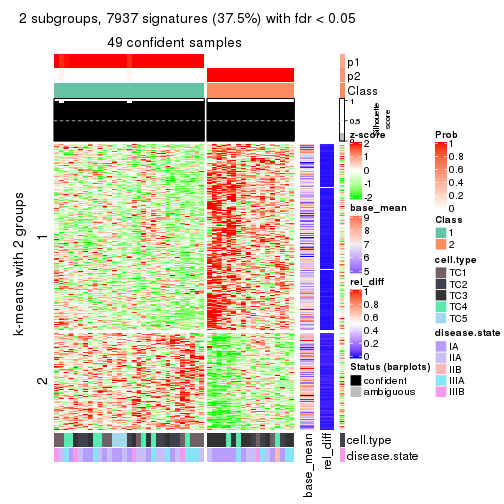 2 subgroups, 7937 signatures (37.5%) with fdr < 0.05
49 confident samples
p1
p2
Class
1
0.5
0
Silhouette
score
k-means with 2 groups
1
2
base_mean
rel_diff
cell.type
disease.state
z-score
2
1
0
-1
-2
base_mean
9
8
7
6
5
rel_diff
1
0.8
0.6
0.4
0.2
0
Status (barplots)
confident
ambiguous
Prob
1
0.8
0.6
0.4
0.2
0
Class
1
2
cell.type
TC1
TC2
TC3
TC4
TC5
disease.state
IA
IIA
IIB
IIIA
IIIB